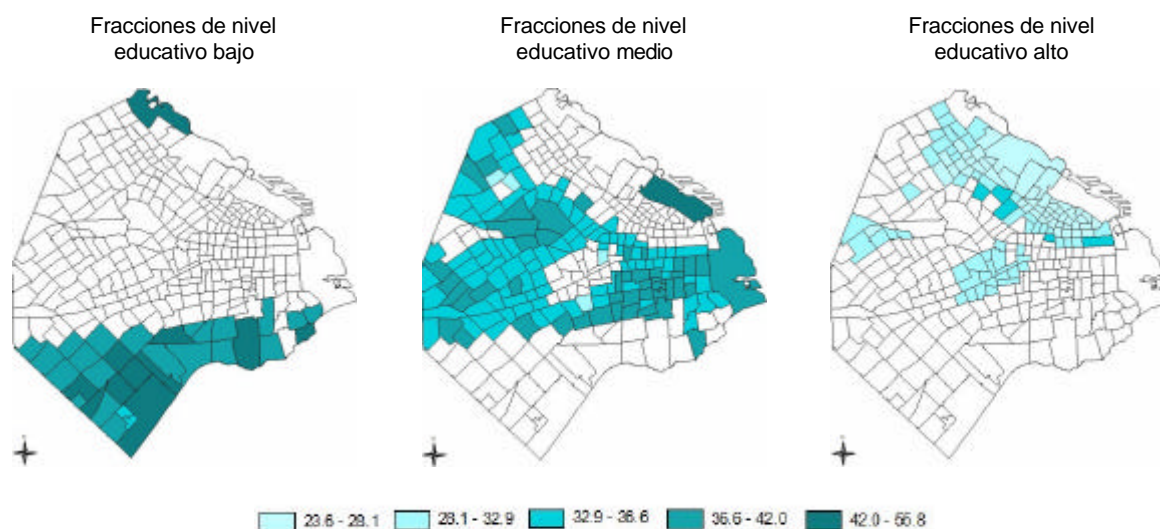 Fracciones de nivel
educativo bajo
Fracciones de nivel
educativo medio
Fracciones de nivel
educativo alto
23.6 - 28.1
28.1 - 32.9
32.9 - 36.6
36.6 - 42.0
42.0 - 55.8